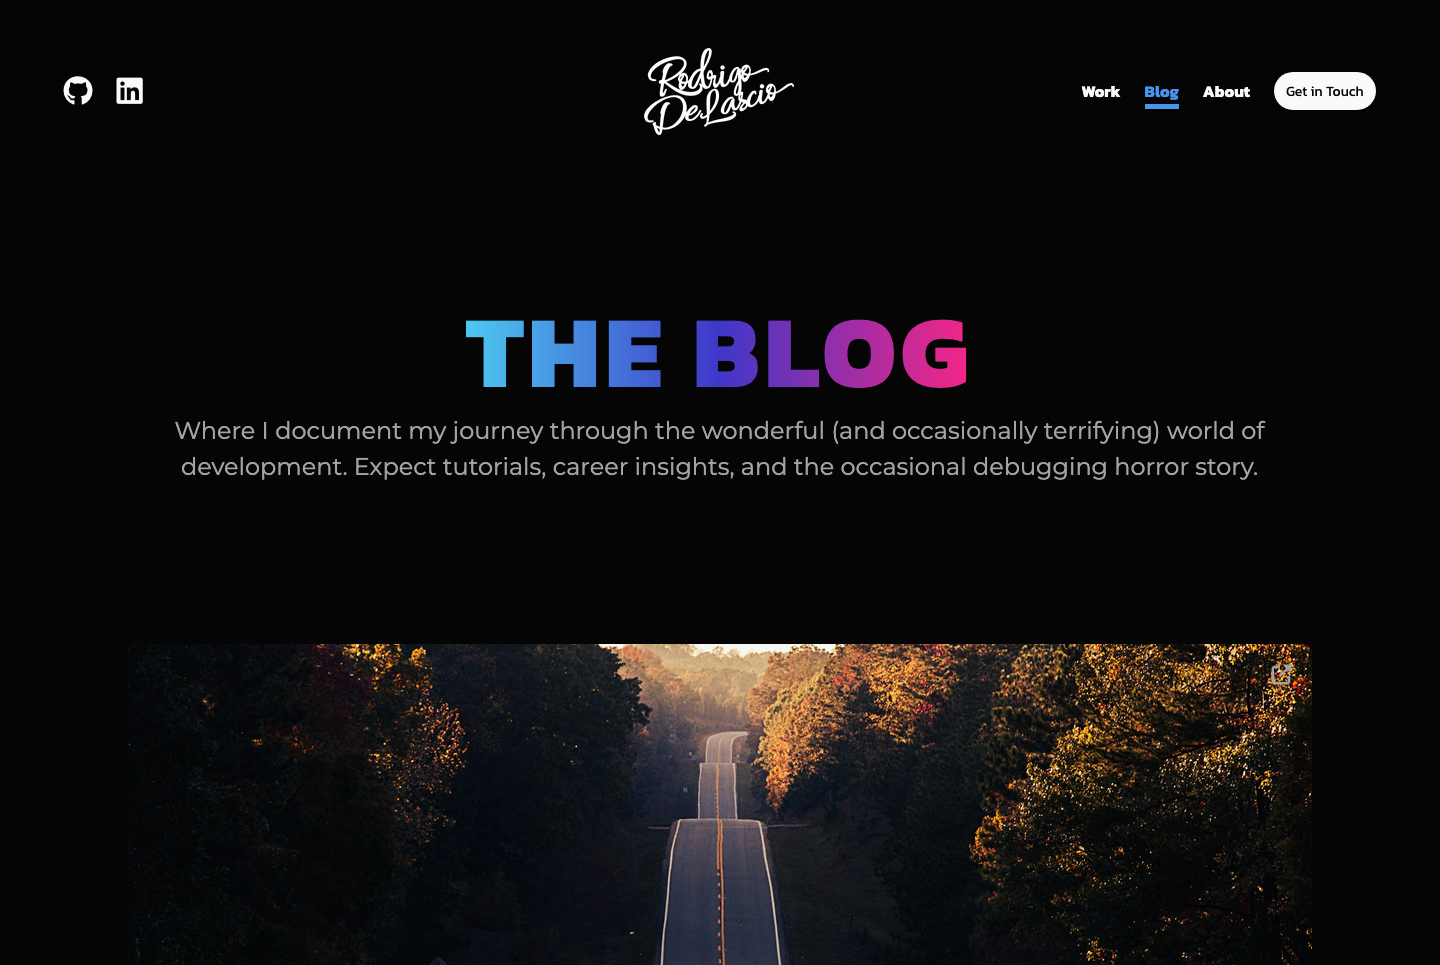 Rodrigo
DeLascio
Work
Blog
About
Get in Touch
THE BLOG
Where I document my journey through the wonderful (and occasionally terrifying) world of
development. Expect tutorials, career insights, and the occasional debugging horror story.